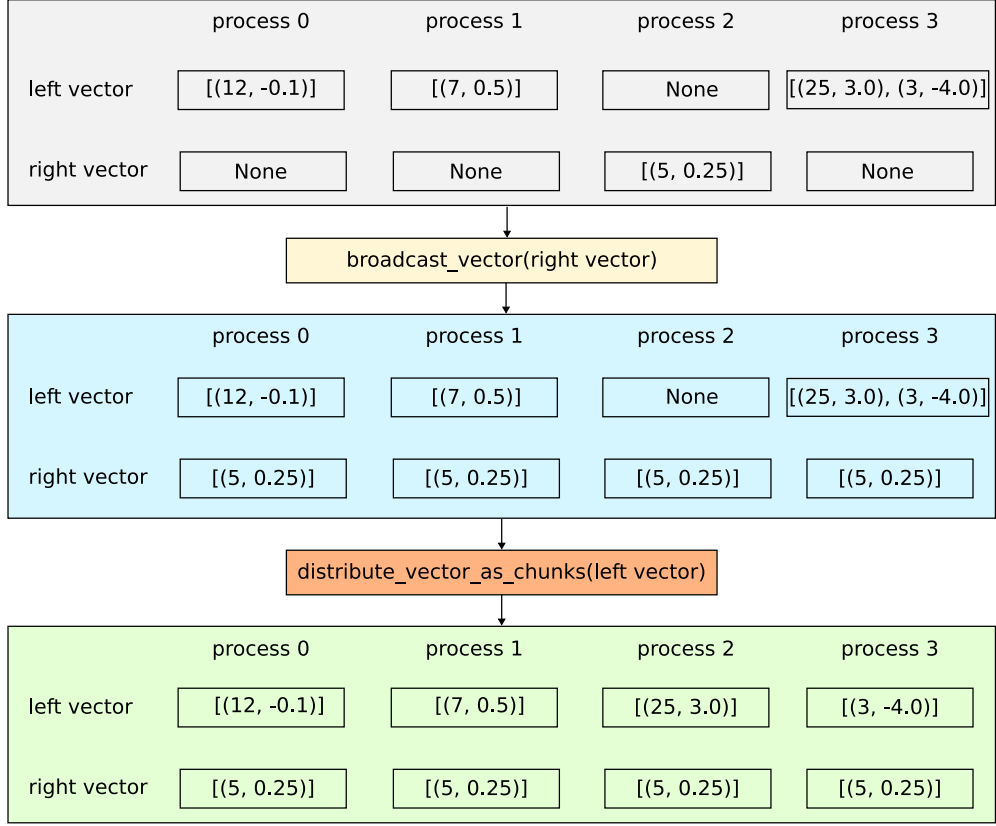 process 0 process 1 process 2 process 3
left vector [(12, -0.1)] [(7, 0.5)] None [(25, 3.0), (3, -4.0)]
right vector None None [(5, 0.25)] None
broadcast_vector(right vector)
process 0 process 1 process 2 process 3
left vector [(12, -0.1)] [(7, 0.5)] None [(25, 3.0), (3, -4.0)]
right vector [(5, 0.25)] [(5, 0.25)] [(5, 0.25)] [(5, 0.25)]
distribute_vector_as_chunks(left vector)
process 0 process 1 process 2 process 3
left vector [(12, -0.1)] [(7, 0.5)] [(25, 3.0)] [(3, -4.0)]
right vector [(5, 0.25)] [(5, 0.25)] [(5, 0.25)] [(5, 0.25)]